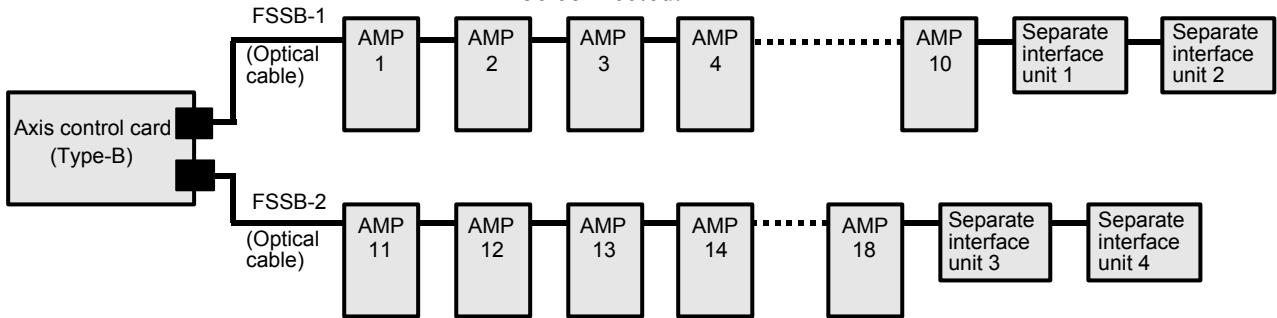 FSSB-1
(Optical
cable)
AMP
1
AMP
2
AMP
3
AMP
4
AMP
10
Separate
interface
unit 1
Separate
interface
unit 2
Axis control card
(Type-B)
FSSB-2
(Optical
cable)
AMP
11
AMP
12
AMP
13
AMP
14
AMP
18
Separate
interface
unit 3
Separate
interface
unit 4